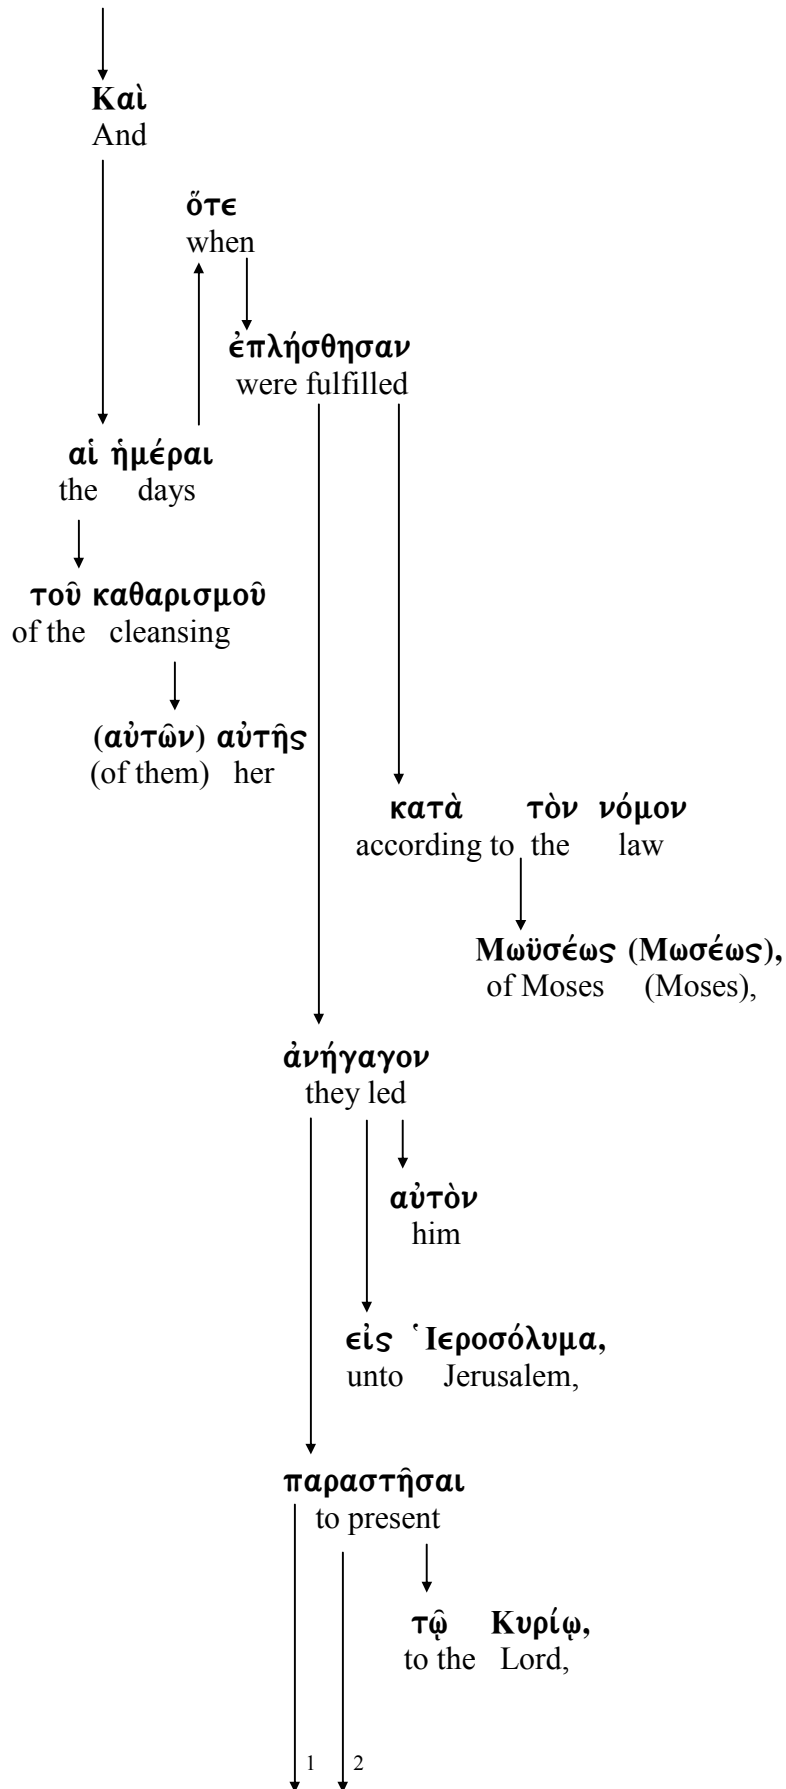 Καὶ
And
ὅτε
when
ἐπλήσθησαν
were fulfilled
αἱ ἡμέραι
the days
τοῦ καθαρισμοῦ
of the cleansing
(αὐτῶν) αὐτῆς
(of them) her
κατὰ τὸν νόμον
according to the law
Μωϋσέως (Μωσέως),
of Moses (Moses),
ἀνήγαγον
they led
αὐτὸν
him
εἰς Ἱεροσόλυμα,
unto Jerusalem,
παραστῆσαι
to present
τῷ Κυρίῳ,
to the Lord,
1 2